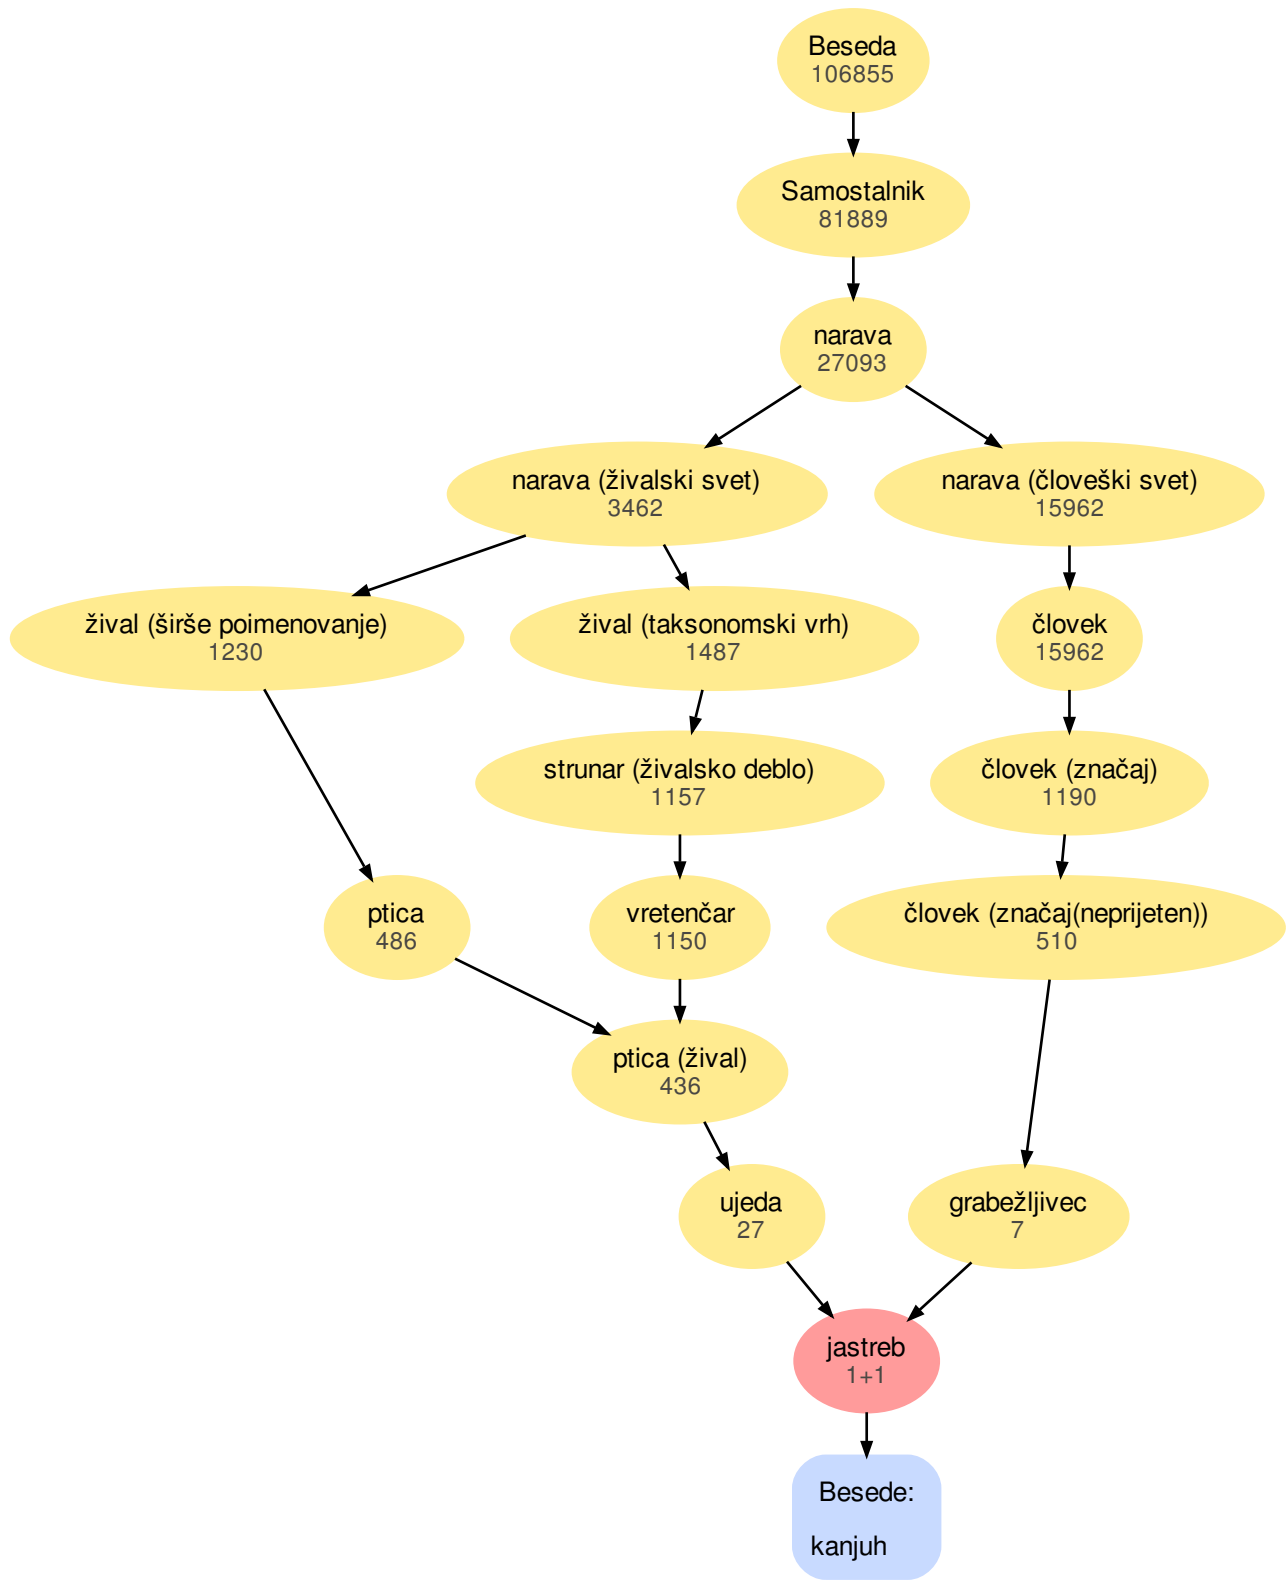 Beseda
106855
Samostalnik
81889
narava
27093
narava (živalski svet)
3462
narava (človeški svet)
15962
žival (širše poimenovanje)
1230
žival (taksonomski vrh)
1487
človek
15962
strunar (živalsko deblo)
1157
človek (značaj)
1190
ptica
486
vretenčar
1150
človek (značaj(neprijeten))
510
ptica (žival)
436
ujeda
27
grabežljivec
7
jastreb
1+1
Besede:
kanjuh